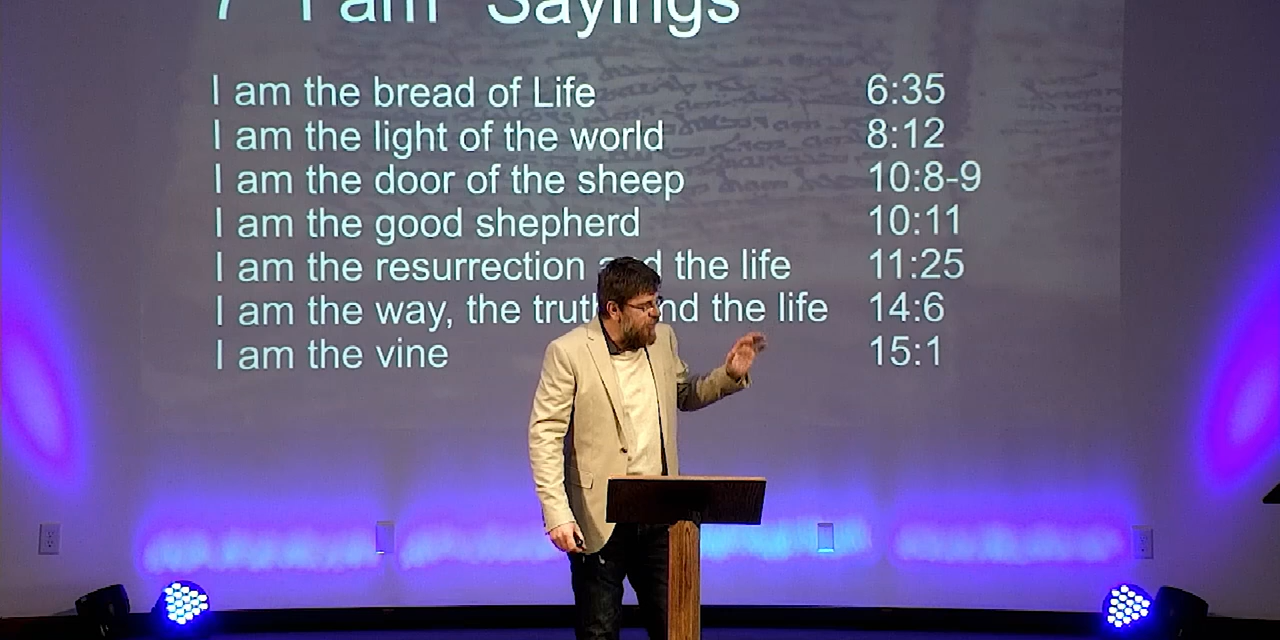 7 "I am" Sayings
I am the bread of Life 6:35
I am the light of the world 8:12
I am the door of the sheep 10:8-9
I am the good shepherd 10:11
I am the resurrection and the life 11:25
I am the way, the truth and the life 14:6
I am the vine 15:1